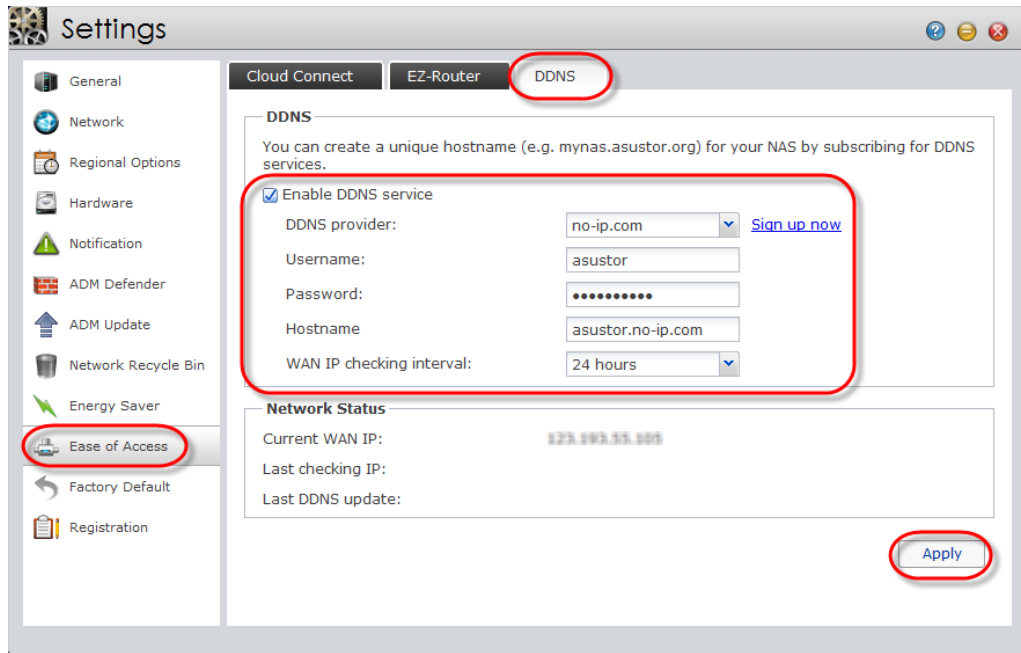 Settings
General
Network
Regional Options
Hardware
Notification
ADM Defender
ADM Update
Network Recycle Bin
Energy Saver
Ease of Access
Factory Default
Registration
Cloud Connect EZ-Router DDNS
DDNS
You can create a unique hostname (e.g. mynas.asustor.org) for your NAS by subscribing for DDNS
services.
Enable DDNS service
DDNS provider: no-ip.com Sign up now
Username: asustor
Password: ••••••••••
Hostname asustor.no-ip.com
WAN IP checking interval: 24 hours
Network Status
Current WAN IP:
Last checking IP:
Last DDNS update:
Apply